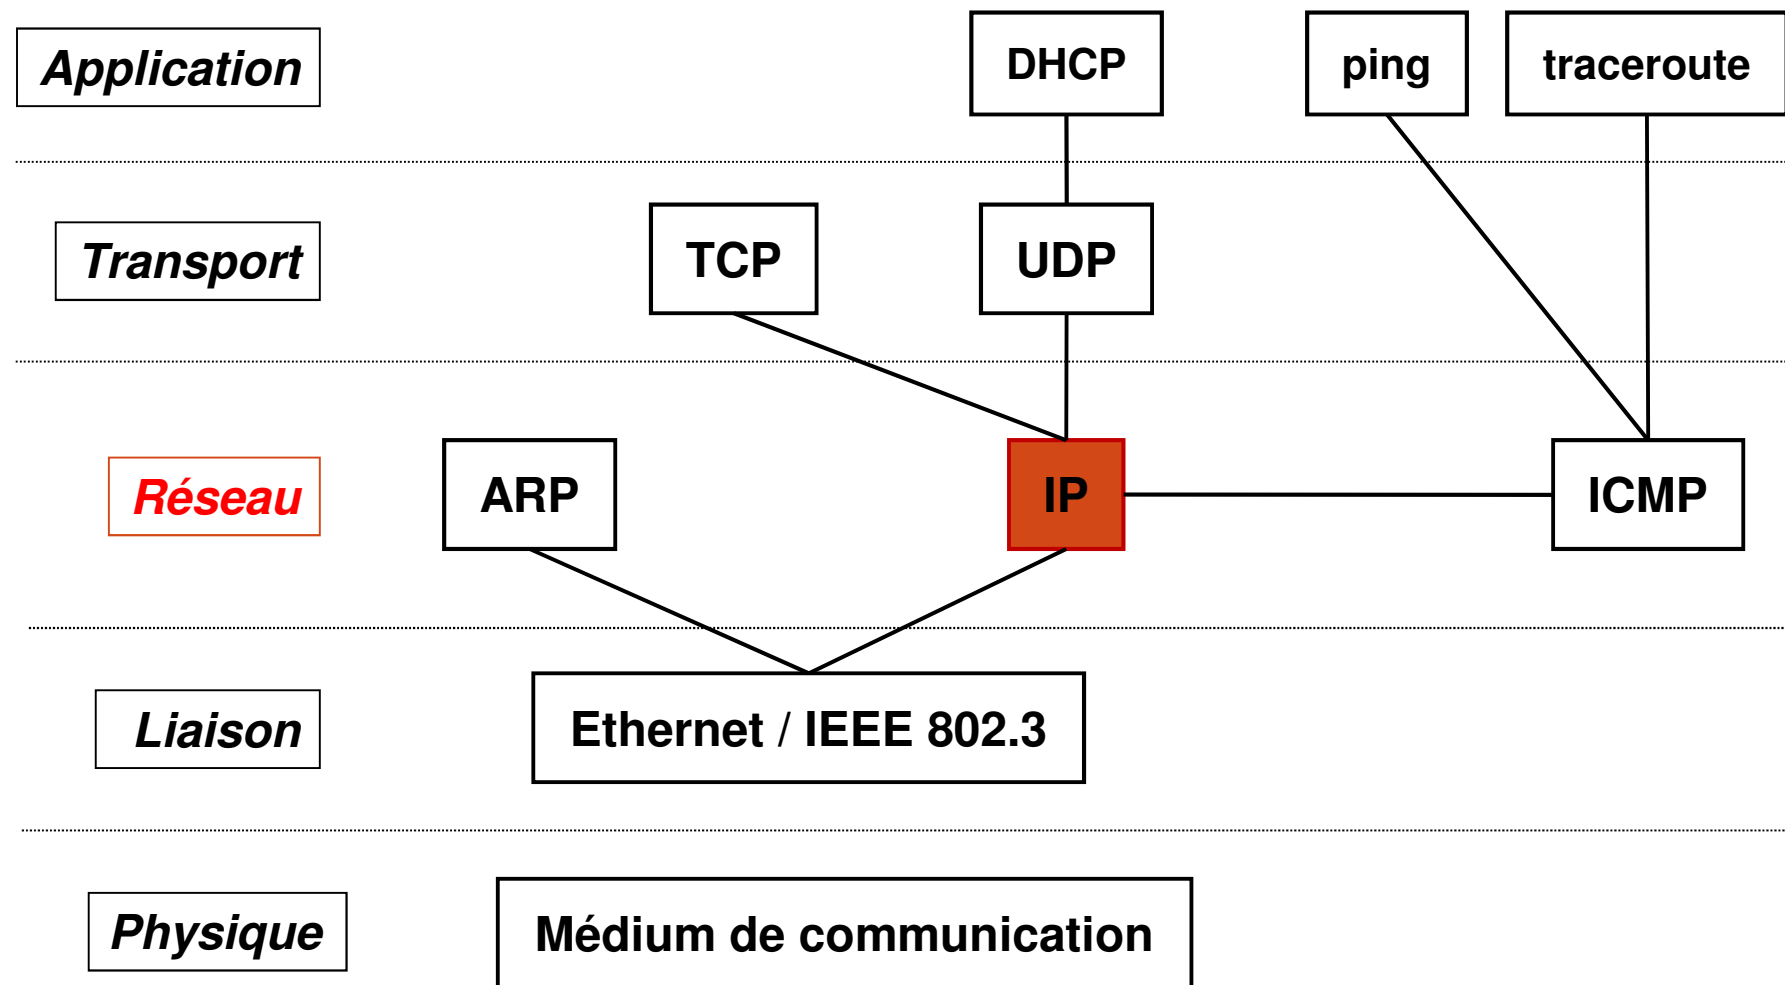 Application
DHCP
ping
traceroute
Transport
TCP
UDP
Réseau
ARP
IP
ICMP
Liaison
Ethernet / IEEE 802.3
Physique
Médium de communication